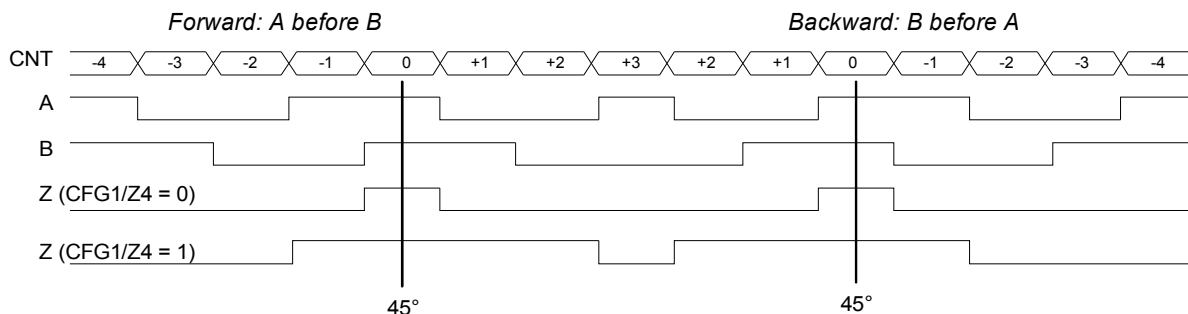 Forward: A before B
Backward: B before A
CNT -4 -3 -2 -1 0 +1 +2 +3 +2 +1 0 -1 -2 -3 -4
A
B
Z (CFG1/Z4 = 0)
Z (CFG1/Z4 = 1)
45°
45°